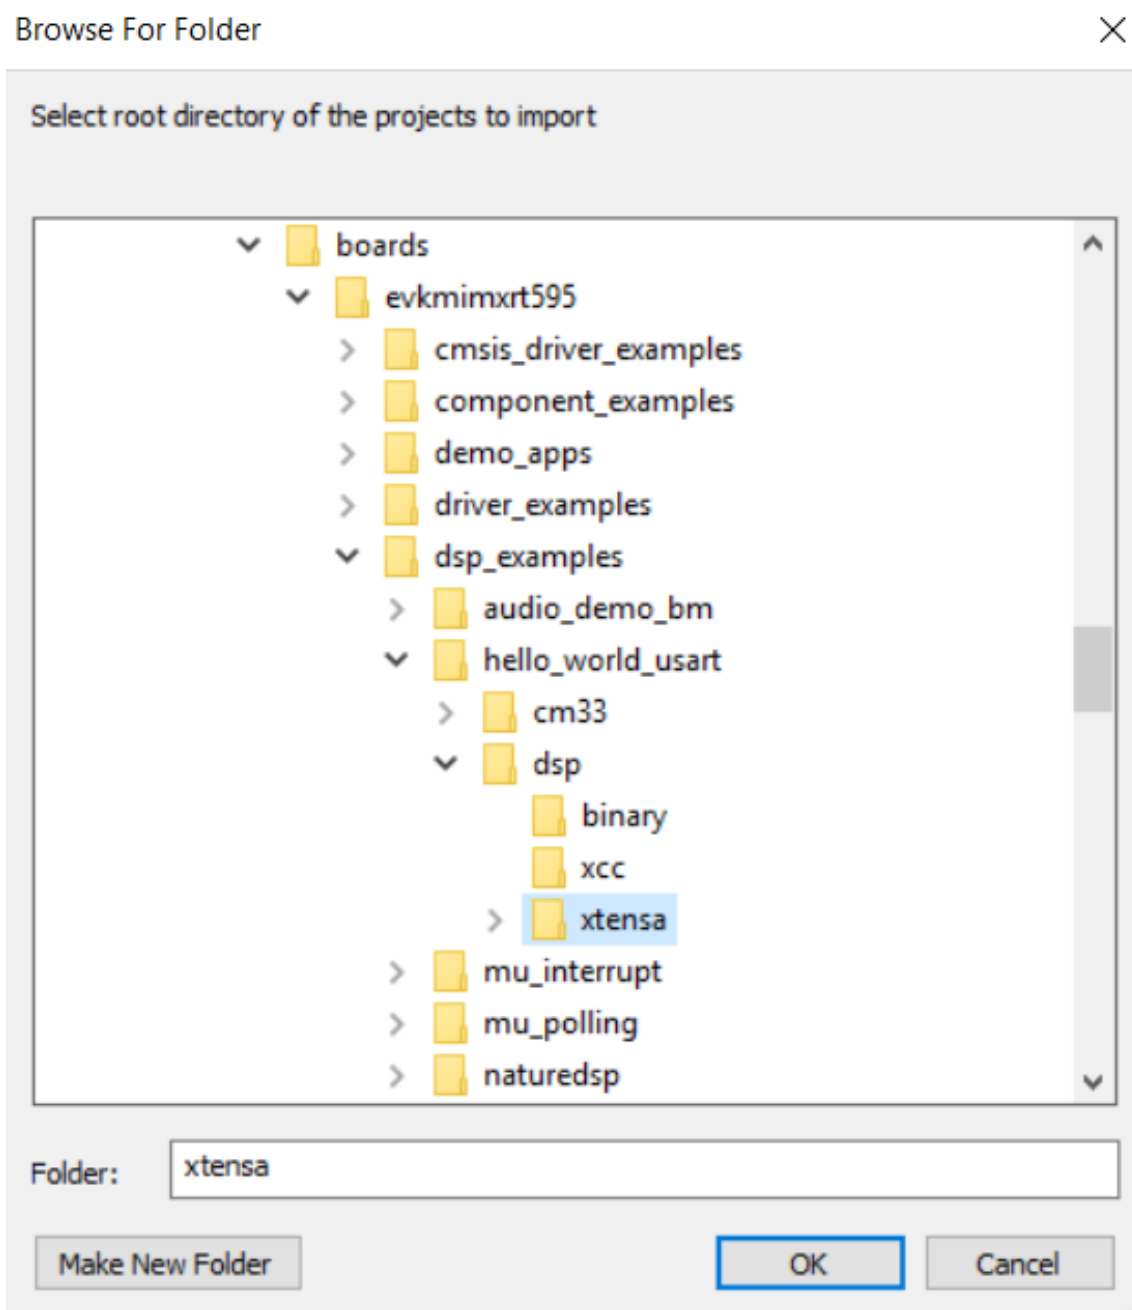 Browse For Folder
Select root directory of the projects to import
boards
evkmimxrt595
cmsis_driver_examples
component_examples
demo_apps
driver_examples
dsp_examples
audio_demo_bm
hello_world_usart
cm33
dsp
binary
xcc
xtensa
mu_interrupt
mu_polling
naturedsp
Folder: xtensa
Make New Folder OK Cancel